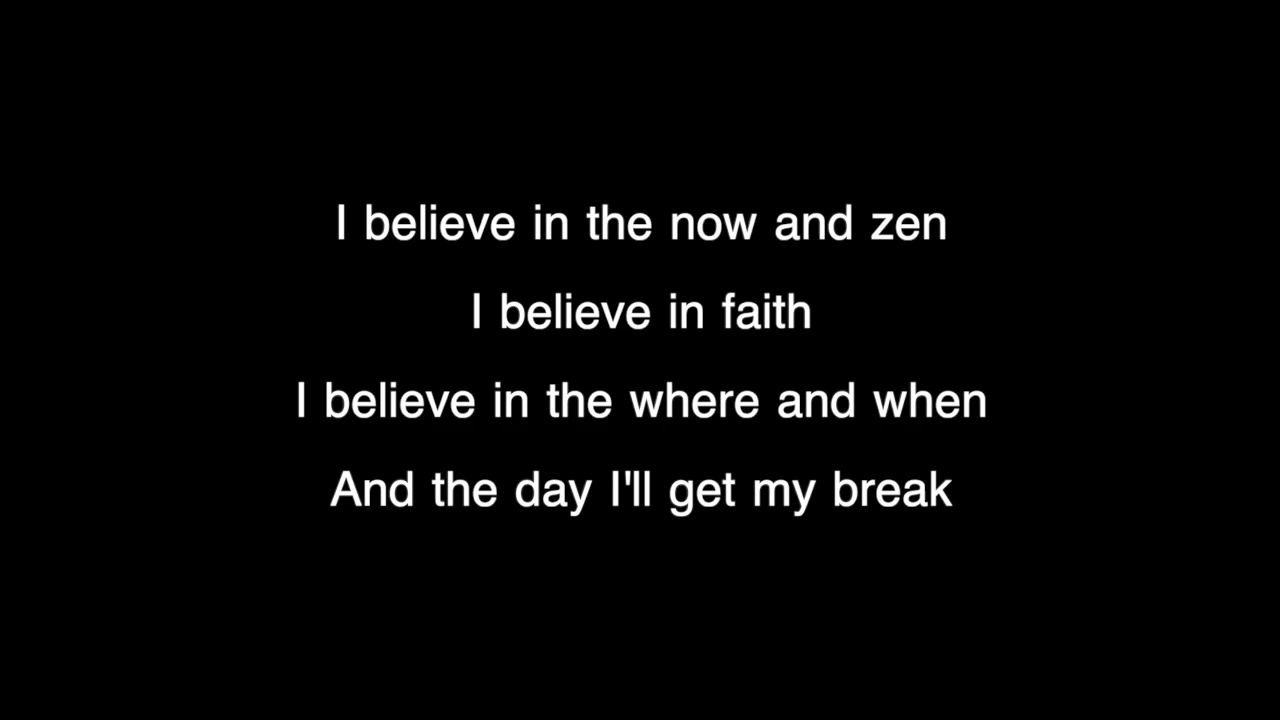 I believe in the now and zen
I believe in faith
I believe in the where and when
And the day I'll get my break